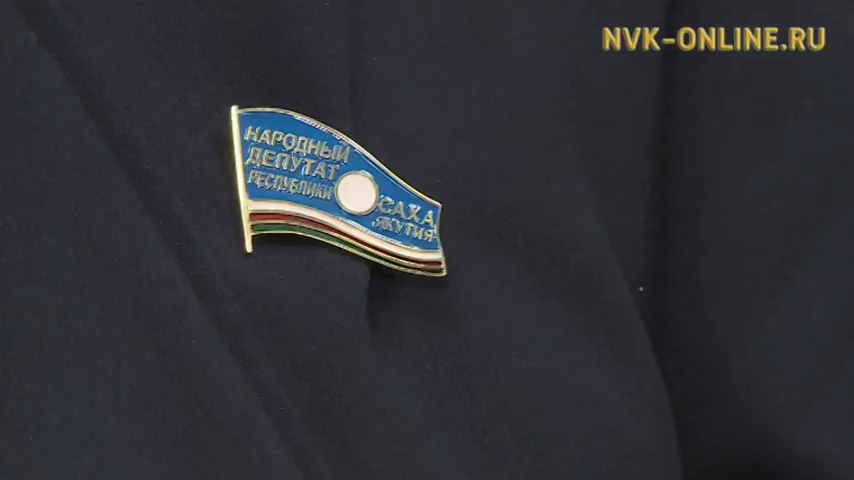 NVK-ONLINE.RU
НАРОДНЫЙ
ДЕПУТАТ
РЕСПУБЛИКИ
САХА
ЯКУТИЯ